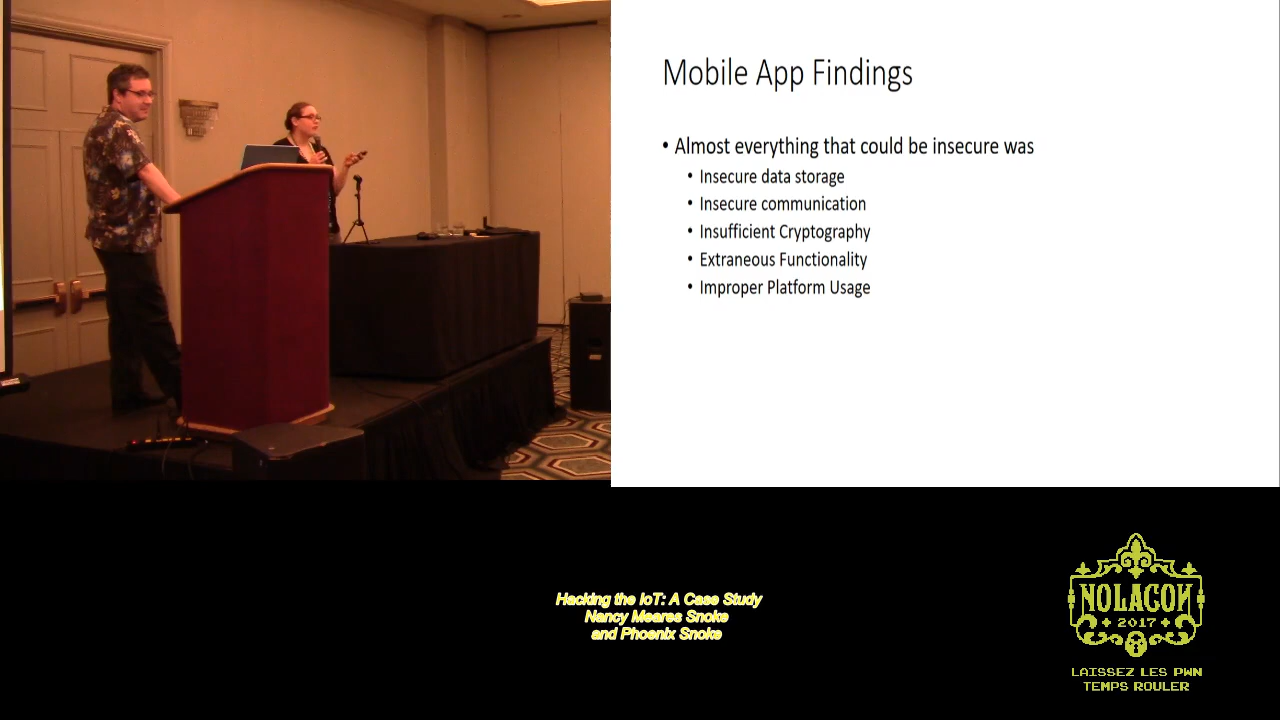 Mobile App Findings
• Almost everything that could be insecure was
• Insecure data storage
• Insecure communication
• Insufficient Cryptography
• Extraneous Functionality
• Improper Platform Usage
Hacking the IoT: A Case Study
Nancy Meares Snoke
and Phoenix Snoke
NOLACON
2017
LAISSEZ LES PWN
TEMPS ROULER